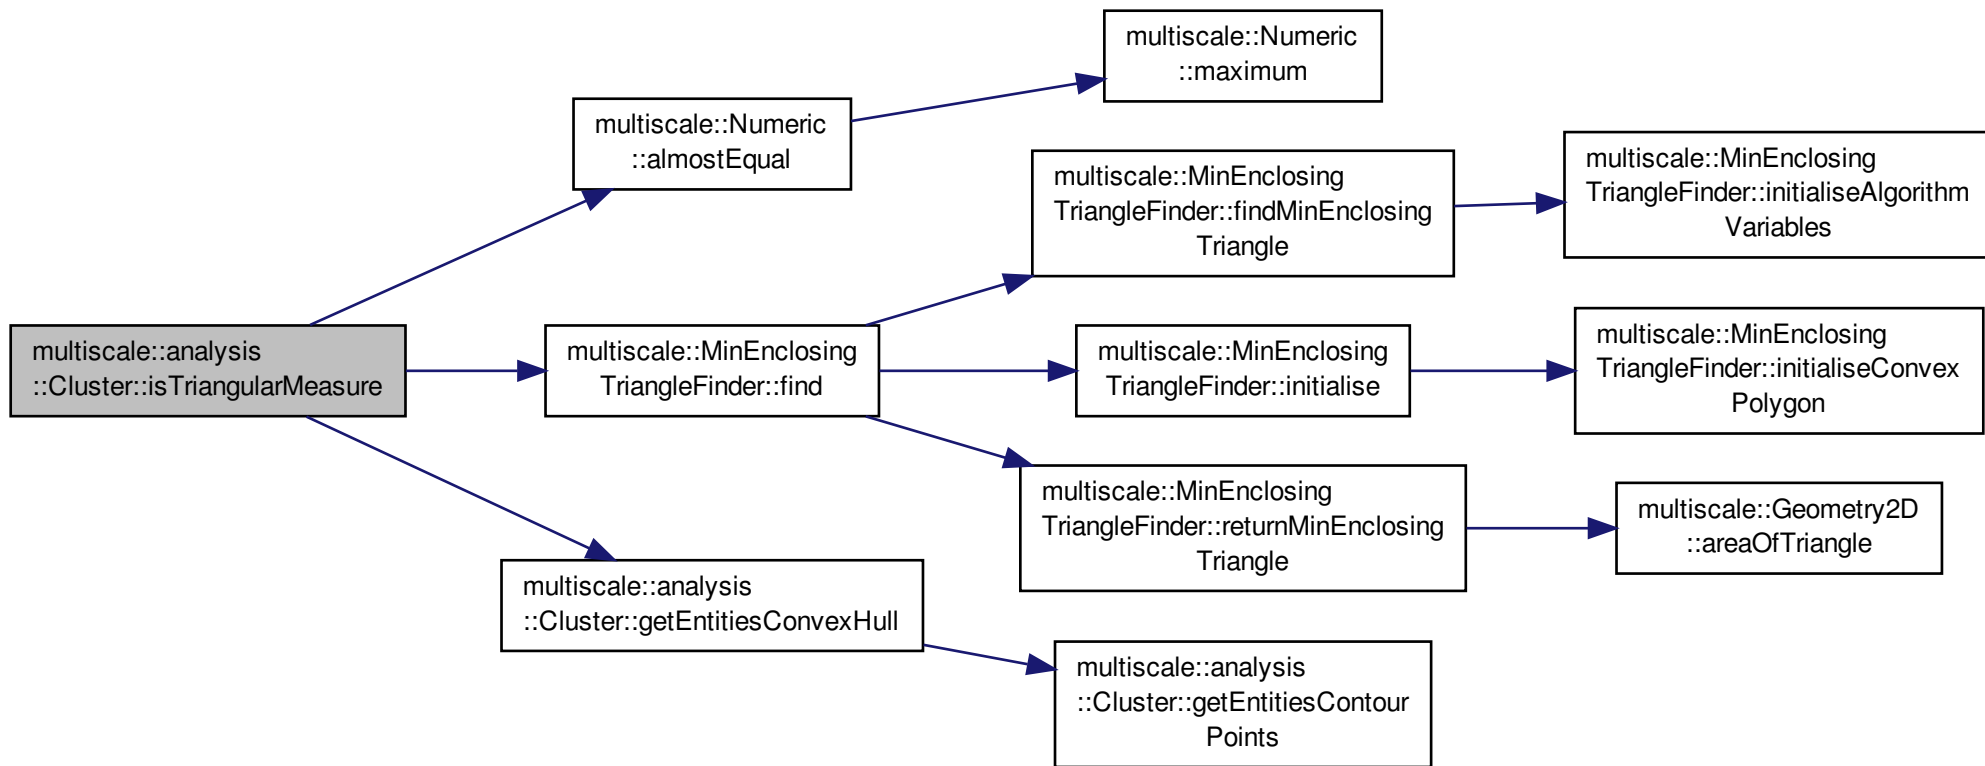 multiscale::analysis
::Cluster::isTriangularMeasure
multiscale::Numeric
::almostEqual
multiscale::Numeric
::maximum
multiscale::MinEnclosing
TriangleFinder::find
multiscale::MinEnclosing
TriangleFinder::findMinEnclosing
Triangle
multiscale::MinEnclosing
TriangleFinder::initialiseAlgorithm
Variables
multiscale::MinEnclosing
TriangleFinder::initialise
multiscale::MinEnclosing
TriangleFinder::initialiseConvex
Polygon
multiscale::MinEnclosing
TriangleFinder::returnMinEnclosing
Triangle
multiscale::Geometry2D
::areaOfTriangle
multiscale::analysis
::Cluster::getEntitiesConvexHull
multiscale::analysis
::Cluster::getEntitiesContour
Points